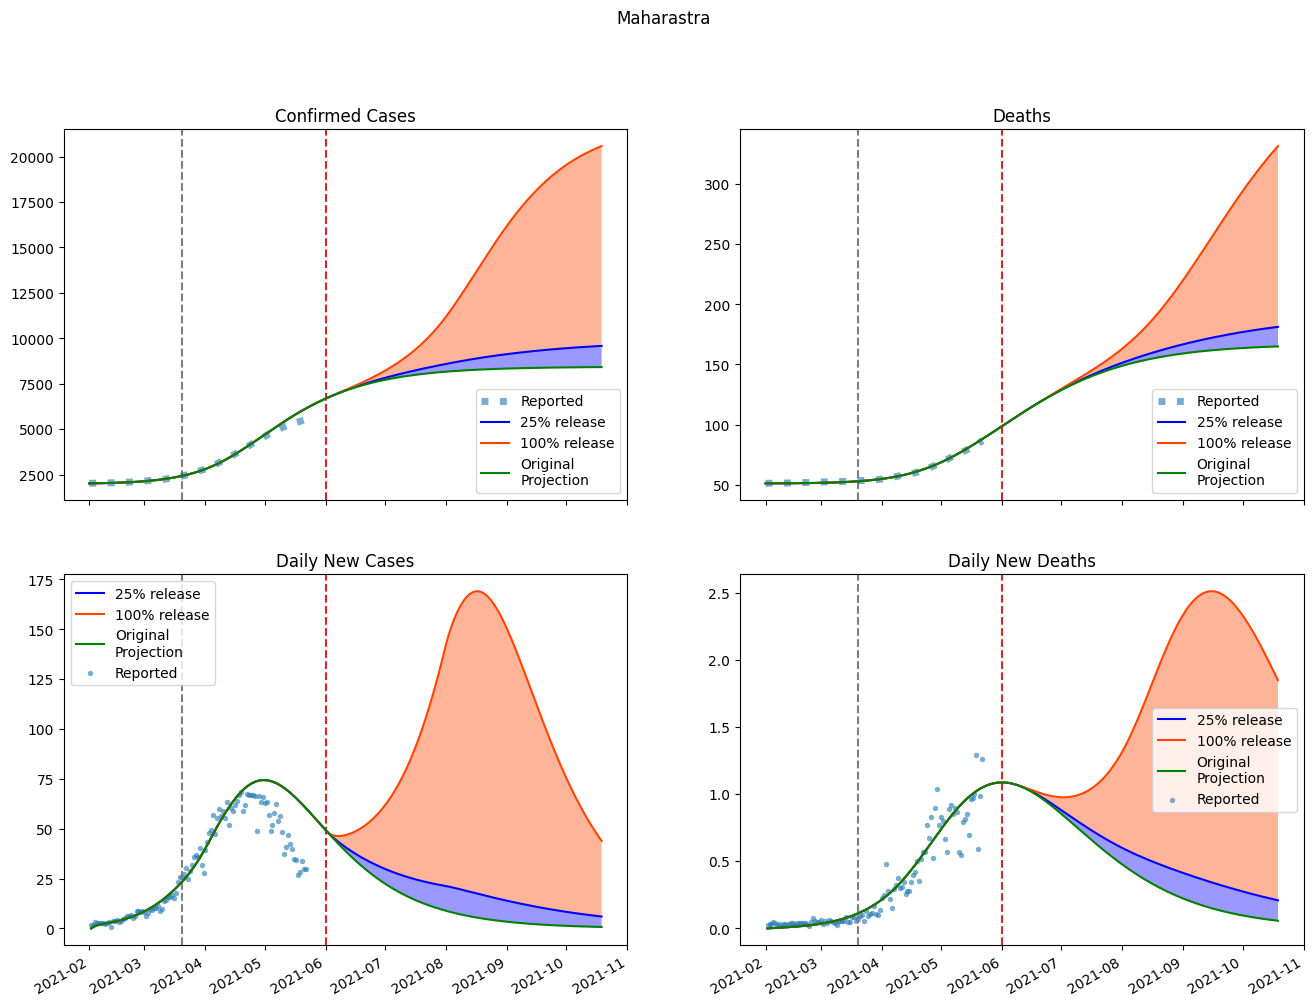 Maharastra
Confirmed Cases
20000
17500
15000
12500
10000
7500
5000
2500
Reported
25% release
100% release
Original
Projection
Deaths
300
250
200
150
100
50
Reported
25% release
100% release
Original
Projection
Daily New Cases
175
150
125
100
75
50
25
0
25% release
100% release
Original
Projection
Reported
2021-02
2021-03
2021-04
2021-05
2021-06
2021-07
2021-08
2021-09
2021-10
2021-11
Daily New Deaths
2.5
2.0
1.5
1.0
0.5
0.0
25% release
100% release
Original
Projection
Reported
2021-02
2021-03
2021-04
2021-05
2021-06
2021-07
2021-08
2021-09
2021-10
2021-11